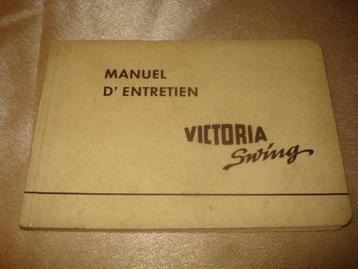 MANUEL
D' ENTRETIEN
VICTORIA
Swing